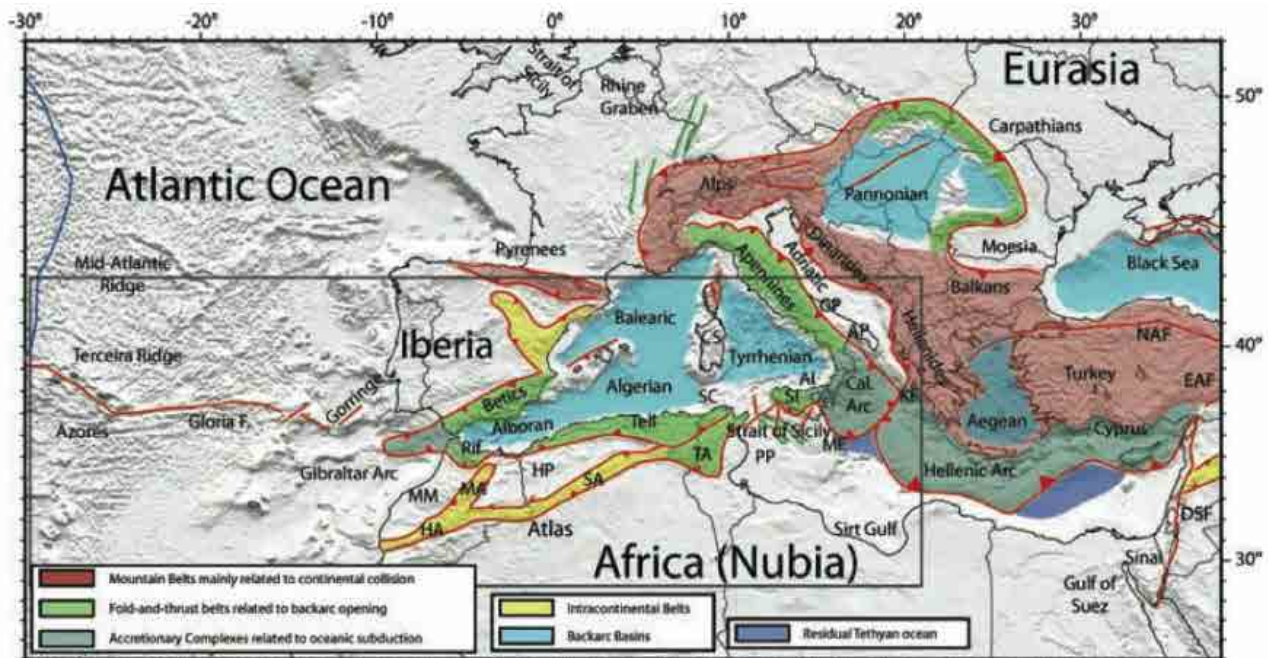 -30° -20° -10° 0° 10° 20° 30°
Eurasia
Strait of
Sicily
Rhine
Graben
50°
Carpathians
Atlantic Ocean
Alps
Pannonian
Pyrenees
Dinarides
Adriatic
Moesia
Mid-Atlantic
Ridge
Apennines
Black Sea
Balkans
GP
Balearic
AP
Iberia
Hellenides
NAF
40°
Terceira Ridge
Tyrrhenian
Turkey
Algerian
AI
Cal.
Arc
EAF
SC
SI
KF
Gorringe
Betics
Azores
Gloria F.
Alboran
Tell
Strait of Sicily
Aegean
Cyprus
ME
Rif
TA
PP
Gibraltar Arc
HP
Hellenic Arc
MM
MA
SA
DSF
HA
Atlas
Sirt Gulf
Africa (Nubia)
Sinai
30°
Gulf of
Suez
Mountain Belts mainly related to continental collision
Fold-and-thrust belts related to backarc opening
Accretionary Complexes related to oceanic subduction
Intracontinental Belts
Backarc Basins
Residual Tethyan ocean